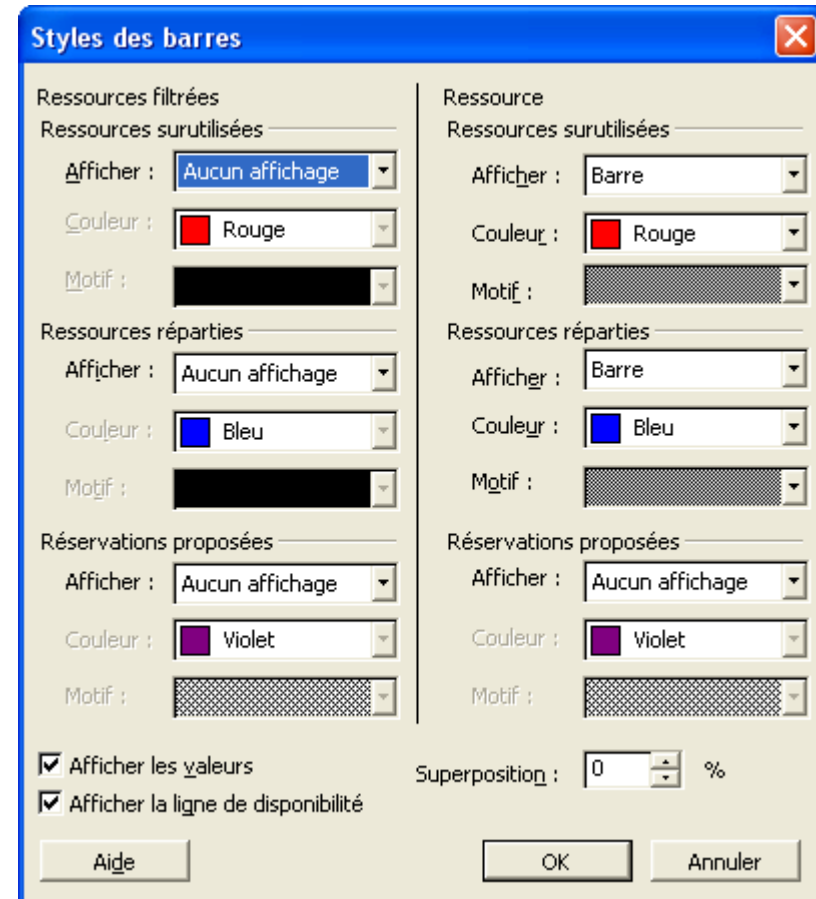 Styles des barres
Ressources filtrées
Ressources surutilisées
Afficher : Aucun affichage
Couleur : Rouge
Motif :
Ressources réparties
Afficher : Aucun affichage
Couleur : Bleu
Motif :
Réservations proposées
Afficher : Aucun affichage
Couleur : Violet
Motif :
Ressource
Ressources surutilisées
Afficher : Barre
Couleur : Rouge
Motif :
Ressources réparties
Afficher : Barre
Couleur : Bleu
Motif :
Réservations proposées
Afficher : Aucun affichage
Couleur : Violet
Motif :
Afficher les valeurs
Afficher la ligne de disponibilité
Superposition : 0 %
Aide
OK
Annuler